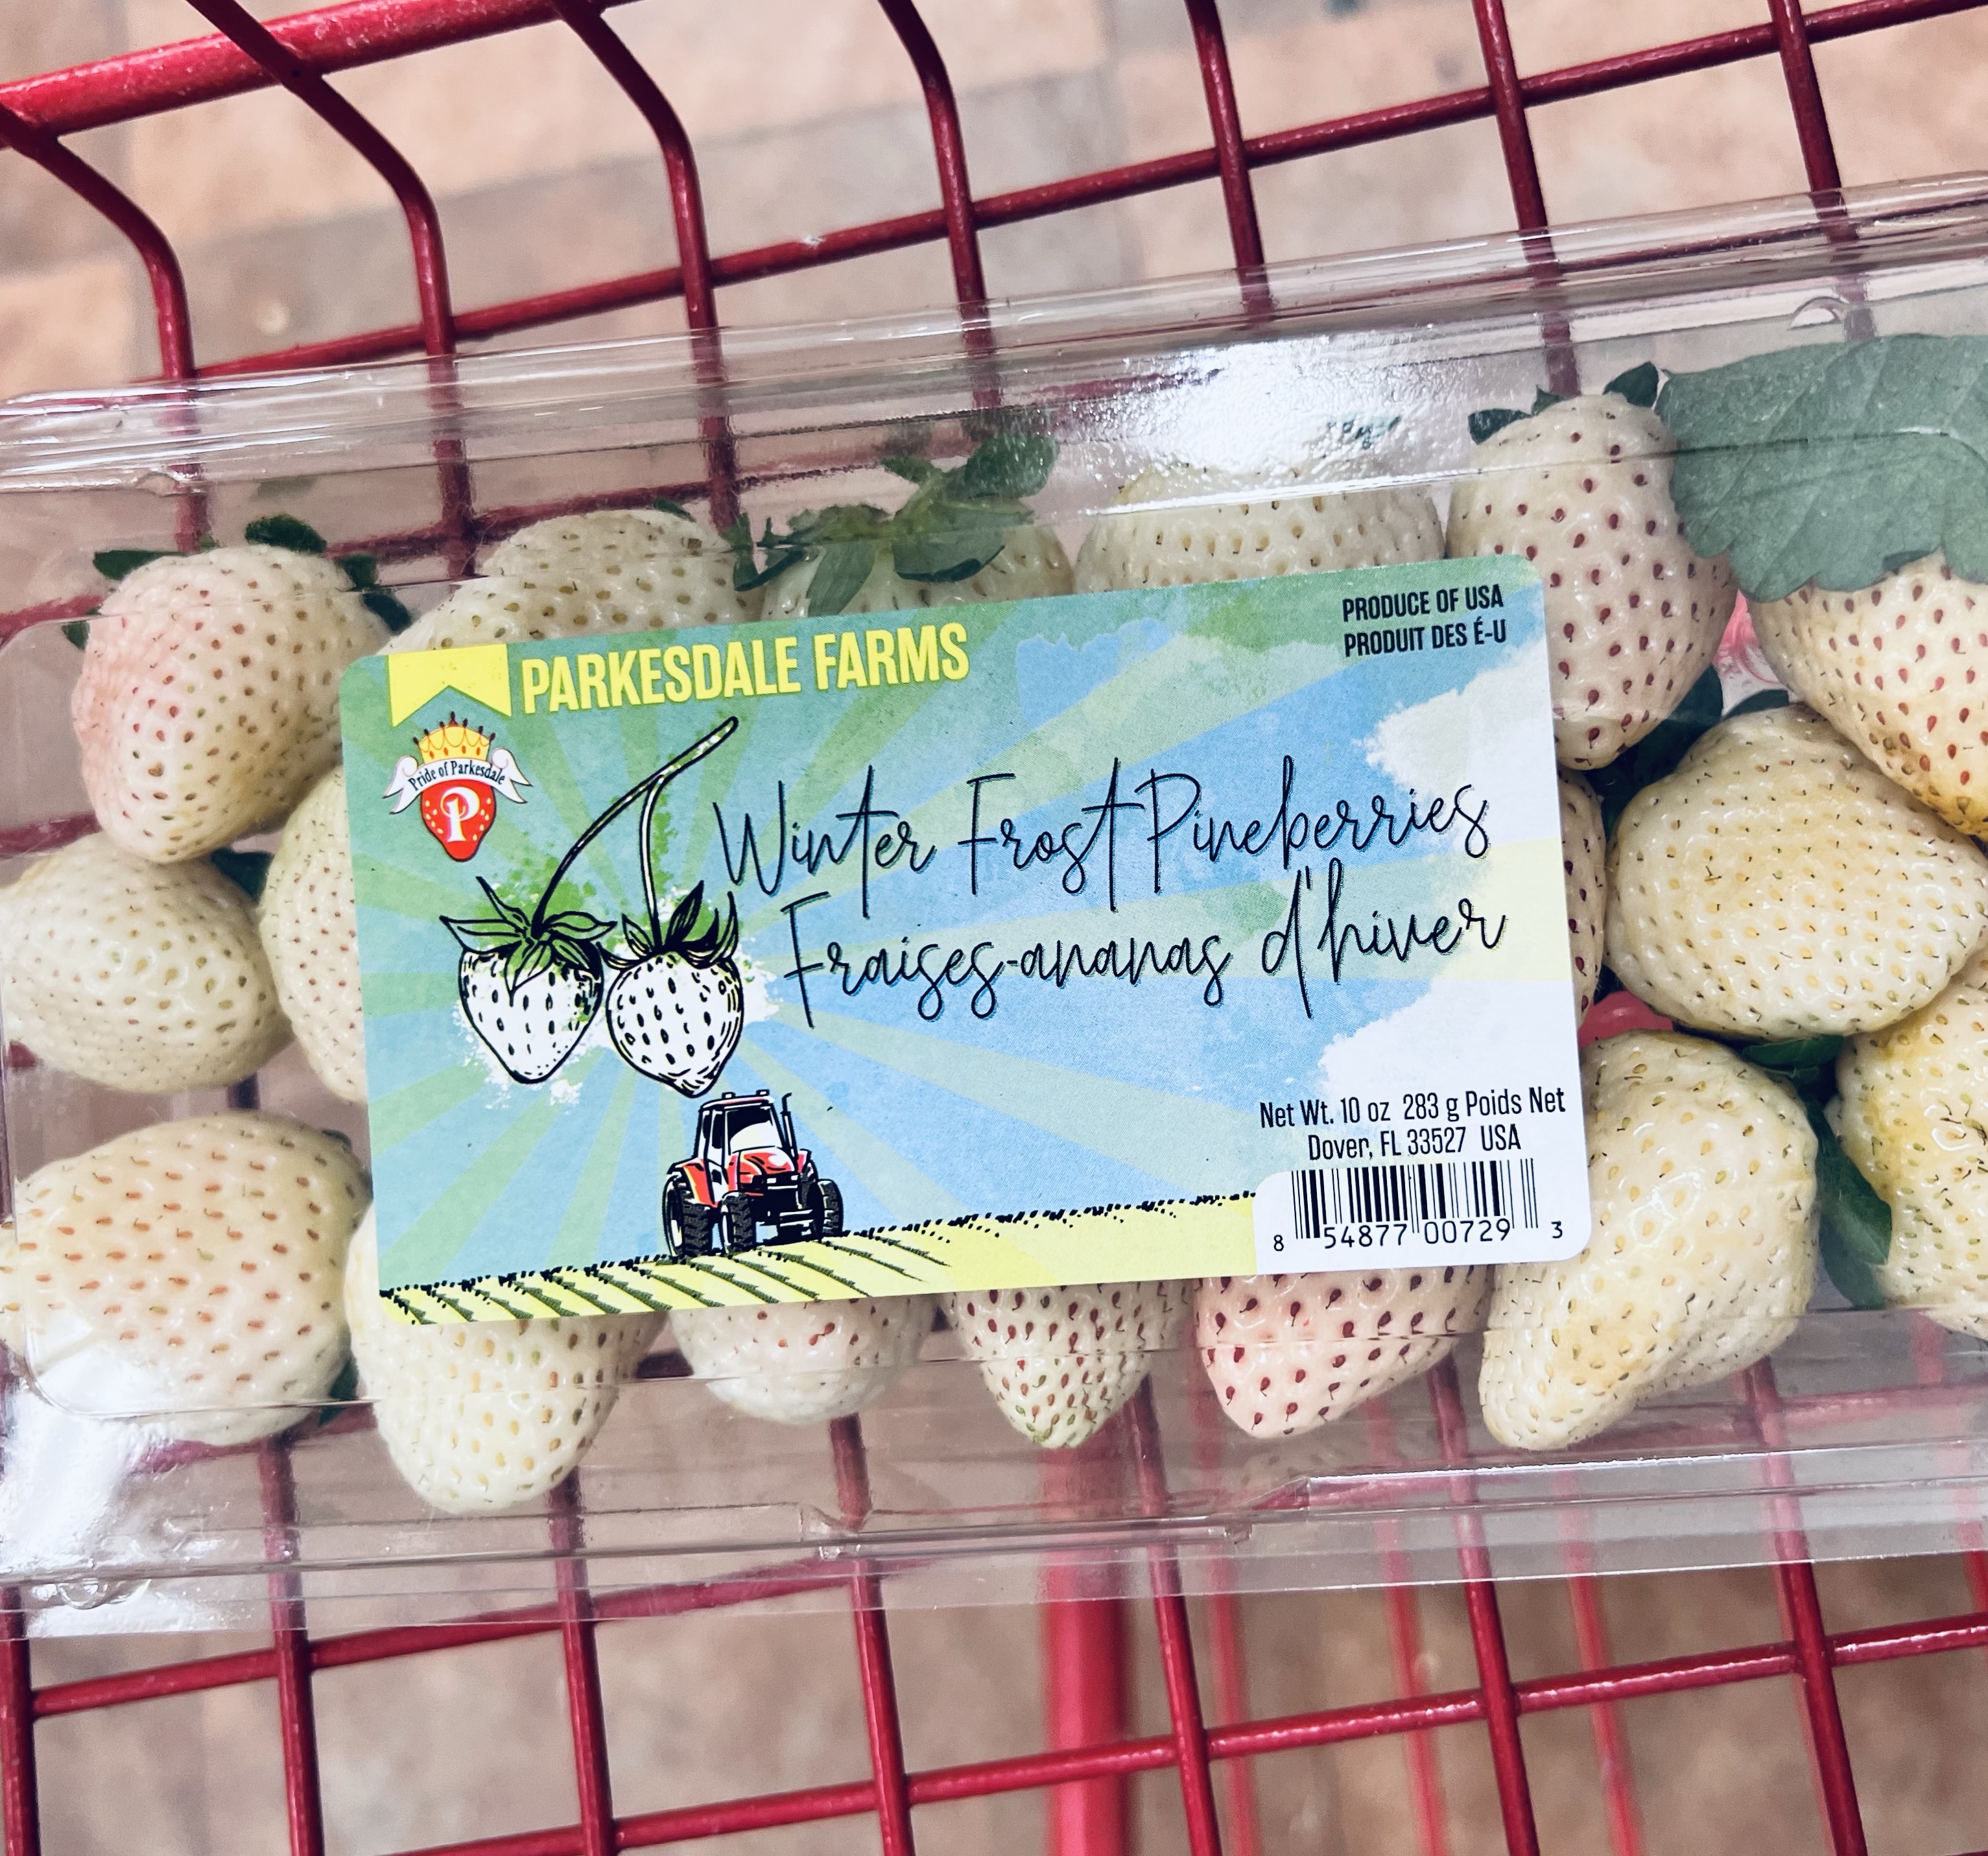 PARKESDALE FARMS
PRODUCE OF USA
PRODUIT DES É-U
Pride of Parkesdale
P
Winter Frost Pineberries
Fraises-ananas d'hiver
Net Wt. 10 oz 283 g Poids Net
Dover, FL 33527 USA
8 54877 00729 3